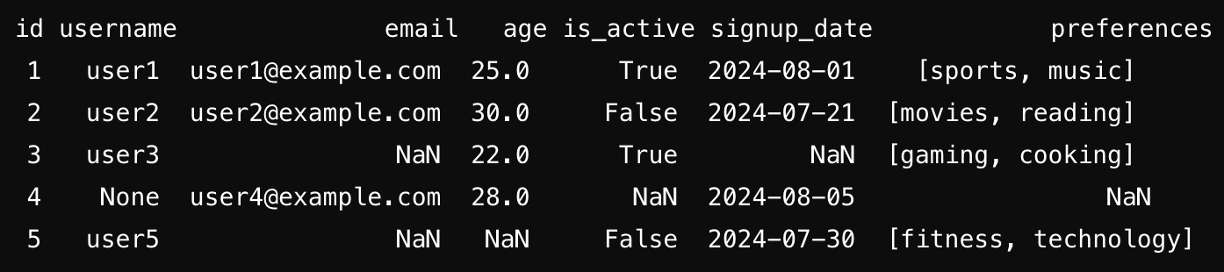 id username email age is_active signup_date preferences
1 user1 user1@example.com 25.0 True 2024-08-01 [sports, music]
2 user2 user2@example.com 30.0 False 2024-07-21 [movies, reading]
3 user3 NaN 22.0 True NaN [gaming, cooking]
4 None user4@example.com 28.0 NaN 2024-08-05 NaN
5 user5 NaN NaN False 2024-07-30 [fitness, technology]